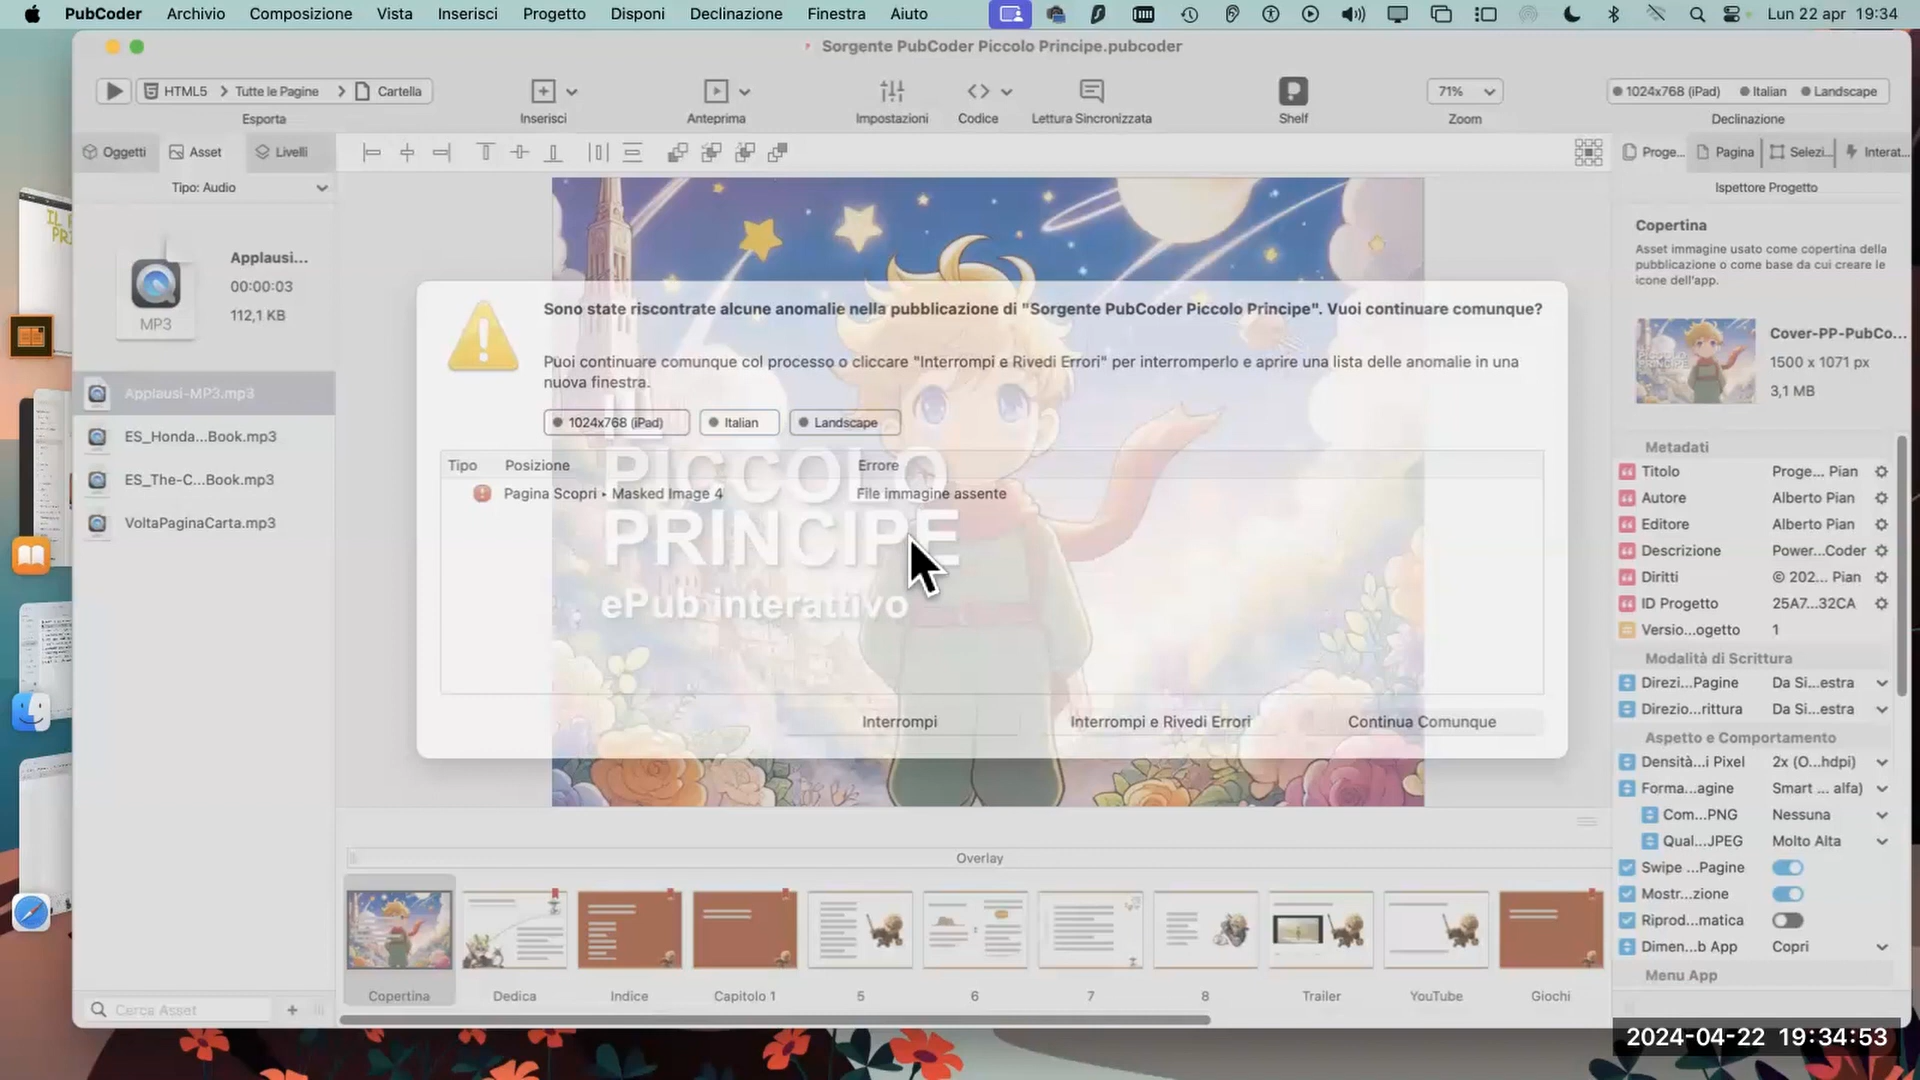 PubCoder Archivio Composizione Vista Inserisci Progetto Disponi Declinazione Finestra Aiuto Lun 22 apr 19:34
Sorgente PubCoder Piccolo Principe.pubcoder
HTML5 Tutte le Pagine Cartella
71%
1024x768 (iPad) Italian Landscape
Esporta Inserisci Anteprima Impostazioni Codice Lettura Sincronizzata Shelf Zoom Declinazione
Oggetti Asset Livelli
Proge... Pagina Selezi... Interat...
Tipo: Audio
Ispettore Progetto
Applausi...
00:00:03
112,1 KB
MP3
Applausi-MP3.mp3
ES_Honda...Book.mp3
ES_The-C...Book.mp3
VoltaPaginaCarta.mp3
Cerca Asset
Sono state riscontrate alcune anomalie nella pubblicazione di "Sorgente PubCoder Piccolo Principe". Vuoi continuare comunque?
Puoi continuare comunque col processo o cliccare "Interrompi e Rivedi Errori" per interromperlo e aprire una lista delle anomalie in una
nuova finestra.
1024x768 (iPad) Italian Landscape
Tipo Posizione Errore
Pagina Scopri ▸ Masked Image 4 File immagine assente
Interrompi Interrompi e Rivedi Errori Continua Comunque
IL
PICCOLO
PRINCIPE
ePub interattivo
Overlay
Copertina Dedica Indice Capitolo 1 5 6 7 8 Trailer YouTube Giochi
Copertina
Asset immagine usato come copertina della
pubblicazione o come base da cui creare le
icone dell'app.
Cover-PP-PubCo...
1500 x 1071 px
3,1 MB
Metadati
Titolo Proge... Pian
Autore Alberto Pian
Editore Alberto Pian
Descrizione Power...Coder
Diritti © 202... Pian
ID Progetto 25A7...32CA
Versio...ogetto 1
Modalità di Scrittura
Direzi...Pagine Da Si...estra
Direzio...rittura Da Si...estra
Aspetto e Comportamento
Densità...i Pixel 2x (O...hdpi)
Forma...agine Smart ... alfa)
Com...PNG Nessuna
Qual...JPEG Molto Alta
Swipe ...Pagine
Mostr...zione
Riprod...matica
Dimen...b App Copri
Menu App
2024-04-22 19:34:53